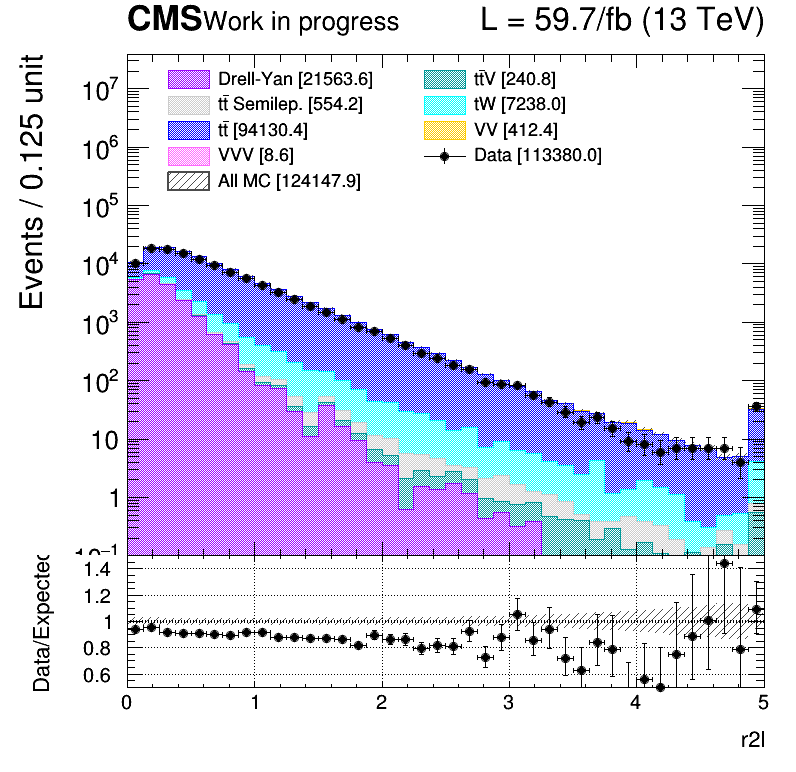 CMS Work in progress L = 59.7/fb (13 TeV)
Events / 0.125 unit
10⁷
10⁶
10⁵
10⁴
10³
10²
10
1
10⁻¹
Drell-Yan [21563.6]
tt̄ Semilep. [554.2]
tt̄ [94130.4]
VVV [8.6]
All MC [124147.9]
tt̄V [240.8]
tW [7238.0]
VV [412.4]
Data [113380.0]
Data/Expected
1.4
1.2
1
0.8
0.6
0 1 2 3 4 5
r2l